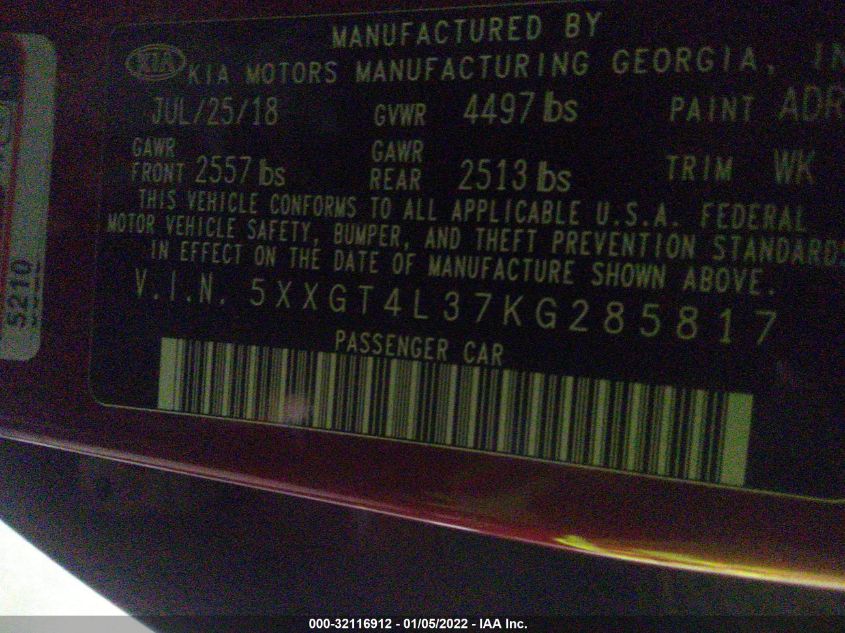 MANUFACTURED BY
KIA KIA MOTORS MANUFACTURING GEORGIA,
JUL/25/18 GVWR 4497 lbs PAINT ADR
GAWR FRONT 2557 lbs GAWR REAR 2513 lbs TRIM WK
THIS VEHICLE CONFORMS TO ALL APPLICABLE U.S.A. FEDERAL
MOTOR VEHICLE SAFETY, BUMPER, AND THEFT PREVENTION STANDARDS
IN EFFECT ON THE DATE OF MANUFACTURE SHOWN ABOVE.
V.I.N. 5XXGT4L37KG285817
PASSENGER CAR
5210
000-32116912 - 01/05/2022 - IAA Inc.